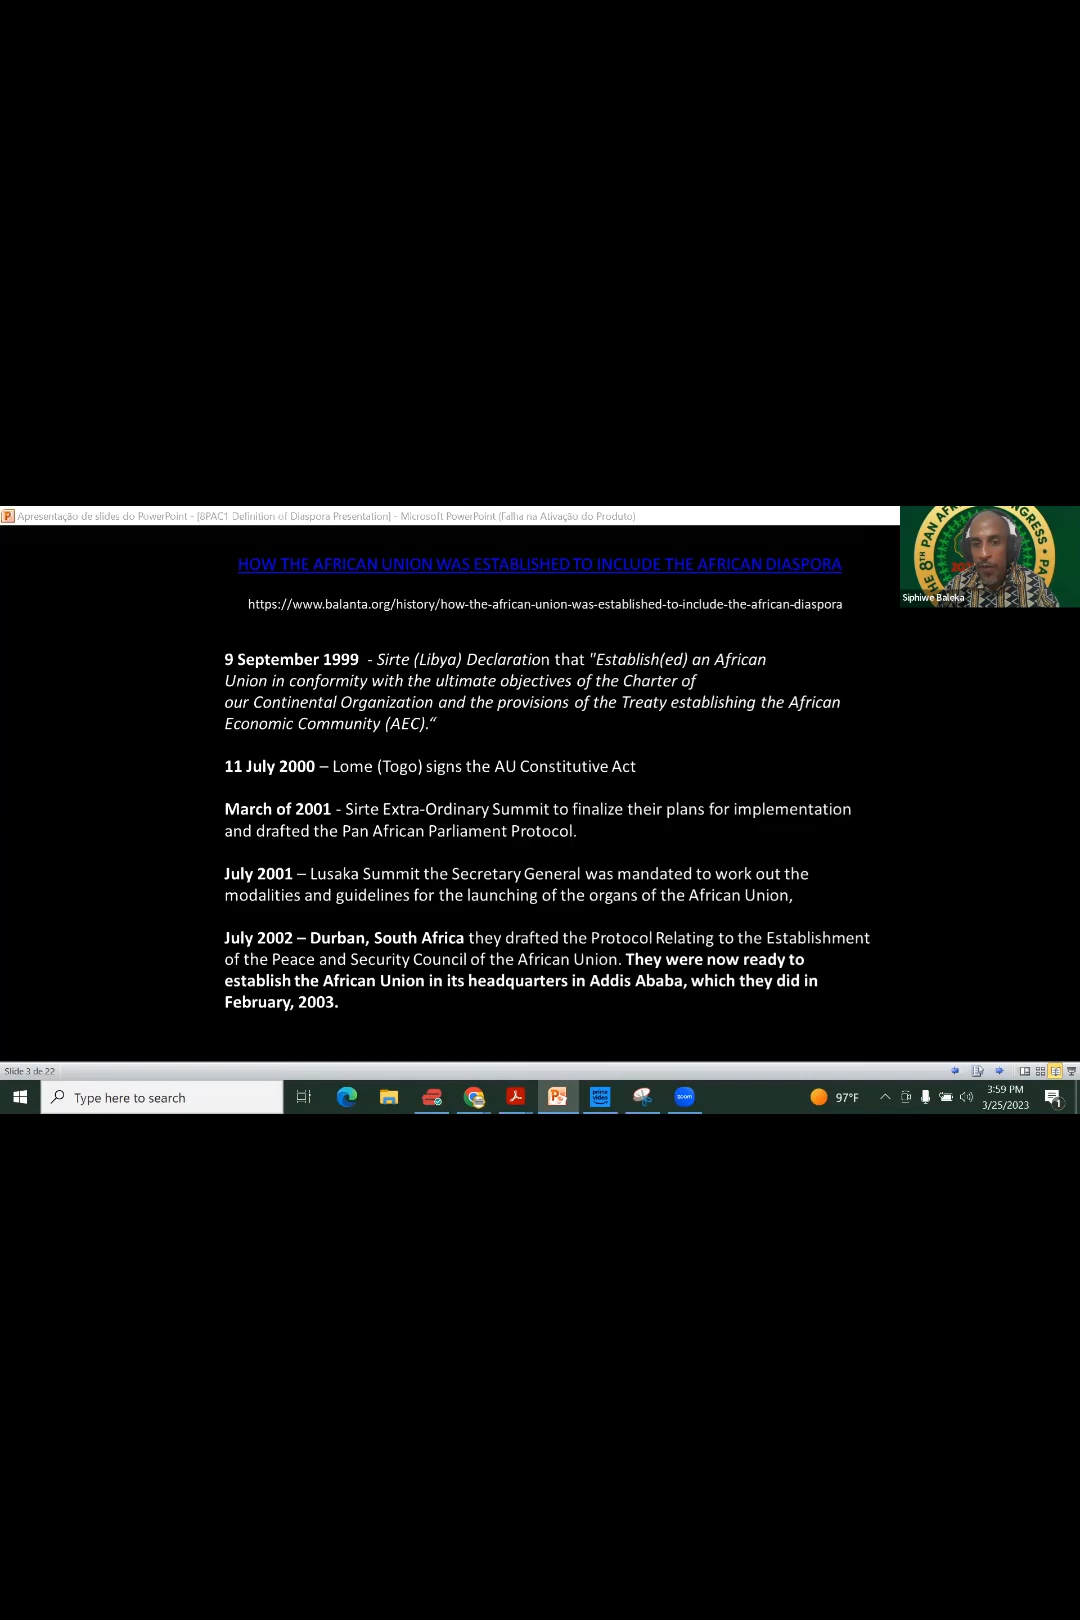 Apresentação de slides do PowerPoint - [8PAC1 Definition of Diaspora Presentation] - Microsoft PowerPoint (Falha na Ativação do Produto)
THE 8TH PAN AFR
NGRESS • PA
Siphiwe Baleka
HOW THE AFRICAN UNION WAS ESTABLISHED TO INCLUDE THE AFRICAN DIASPORA
https://www.balanta.org/history/how-the-african-union-was-established-to-include-the-african-diaspora
9 September 1999 - Sirte (Libya) Declaration that "Establish(ed) an African
Union in conformity with the ultimate objectives of the Charter of
our Continental Organization and the provisions of the Treaty establishing the African
Economic Community (AEC).“
11 July 2000 – Lome (Togo) signs the AU Constitutive Act
March of 2001 - Sirte Extra-Ordinary Summit to finalize their plans for implementation
and drafted the Pan African Parliament Protocol.
July 2001 – Lusaka Summit the Secretary General was mandated to work out the
modalities and guidelines for the launching of the organs of the African Union,
July 2002 – Durban, South Africa they drafted the Protocol Relating to the Establishment
of the Peace and Security Council of the African Union. They were now ready to
establish the African Union in its headquarters in Addis Ababa, which they did in
February, 2003.
Slide 3 de 22
Type here to search
prime video
zoom
97°F
3:59 PM
3/25/2023
1